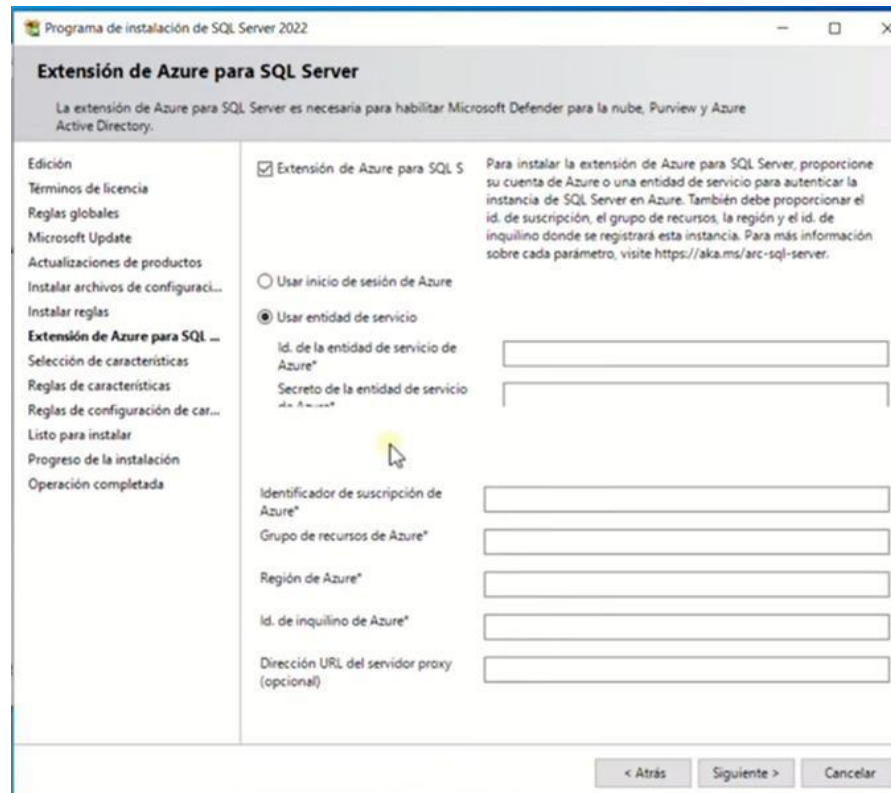 Programa de instalación de SQL Server 2022
Extensión de Azure para SQL Server
La extensión de Azure para SQL Server es necesaria para habilitar Microsoft Defender para la nube, Purview y Azure
Active Directory.
Edición
Términos de licencia
Reglas globales
Microsoft Update
Actualizaciones de productos
Instalar archivos de configuraci...
Instalar reglas
Extensión de Azure para SQL ...
Selección de características
Reglas de características
Reglas de configuración de car...
Listo para instalar
Progreso de la instalación
Operación completada
Extensión de Azure para SQL S
Para instalar la extensión de Azure para SQL Server, proporcione
su cuenta de Azure o una entidad de servicio para autenticar la
instancia de SQL Server en Azure. También debe proporcionar el
id. de suscripción, el grupo de recursos, la región y el id. de
inquilino donde se registrará esta instancia. Para más información
sobre cada parámetro, visite https://aka.ms/arc-sql-server.
Usar inicio de sesión de Azure
Usar entidad de servicio
Id. de la entidad de servicio de
Azure*
Secreto de la entidad de servicio
de Azure*
Identificador de suscripción de
Azure*
Grupo de recursos de Azure*
Región de Azure*
Id. de inquilino de Azure*
Dirección URL del servidor proxy
(opcional)
< Atrás
Siguiente >
Cancelar